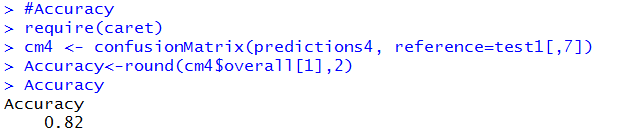 > #Accuracy
> require(caret)
> cm4 <- confusionMatrix(predictions4, reference=test1[,7])
> Accuracy<-round(cm4$overall[1],2)
> Accuracy
Accuracy
    0.82